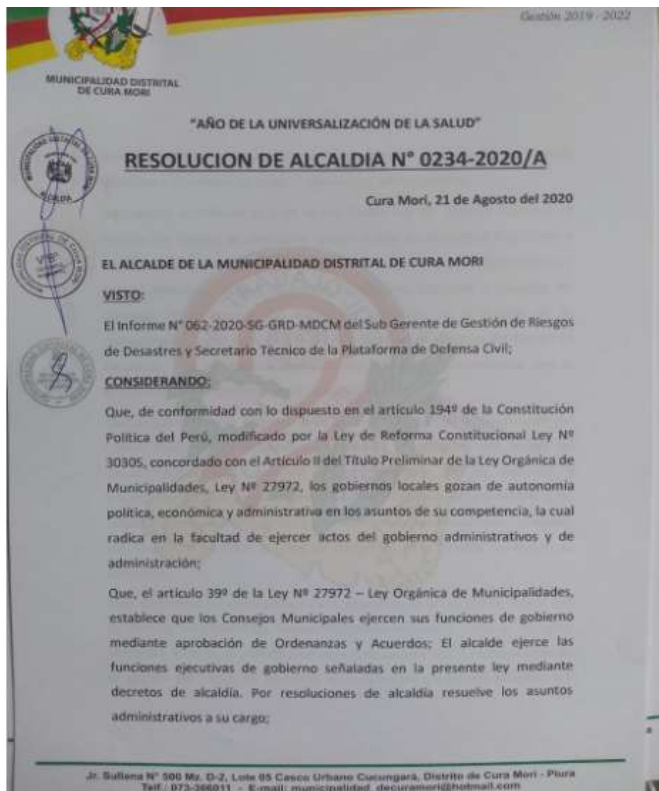 Gestión 2019 - 2022
MUNICIPALIDAD DISTRITAL
DE CURA MORI
"AÑO DE LA UNIVERSALIZACIÓN DE LA SALUD"
RESOLUCION DE ALCALDIA N° 0234-2020/A
Cura Mori, 21 de Agosto del 2020
EL ALCALDE DE LA MUNICIPALIDAD DISTRITAL DE CURA MORI
VISTO:
El Informe N° 062-2020-SG-GRD-MDCM del Sub Gerente de Gestión de Riesgos
de Desastres y Secretario Técnico de la Plataforma de Defensa Civil;
CONSIDERANDO:
Que, de conformidad con lo dispuesto en el artículo 194º de la Constitución
Política del Perú, modificado por la Ley de Reforma Constitucional Ley Nº
30305, concordado con el Artículo II del Título Preliminar de la Ley Orgánica de
Municipalidades, Ley Nº 27972, los gobiernos locales gozan de autonomía
política, económica y administrativa en los asuntos de su competencia, la cual
radica en la facultad de ejercer actos del gobierno administrativos y de
administración;
Que, el artículo 39º de la Ley Nº 27972 – Ley Orgánica de Municipalidades,
establece que los Consejos Municipales ejercen sus funciones de gobierno
mediante aprobación de Ordenanzas y Acuerdos; El alcalde ejerce las
funciones ejecutivas de gobierno señaladas en la presente ley mediante
decretos de alcaldía. Por resoluciones de alcaldía resuelve los asuntos
administrativos a su cargo;
Jr. Sullana N° 500 Mz. D-2, Lote 05 Casco Urbano Cucungará, Distrito de Cura Mori - Piura
Telf.: 073-366011 - E-mail: municipalidad_decuramori@hotmail.com